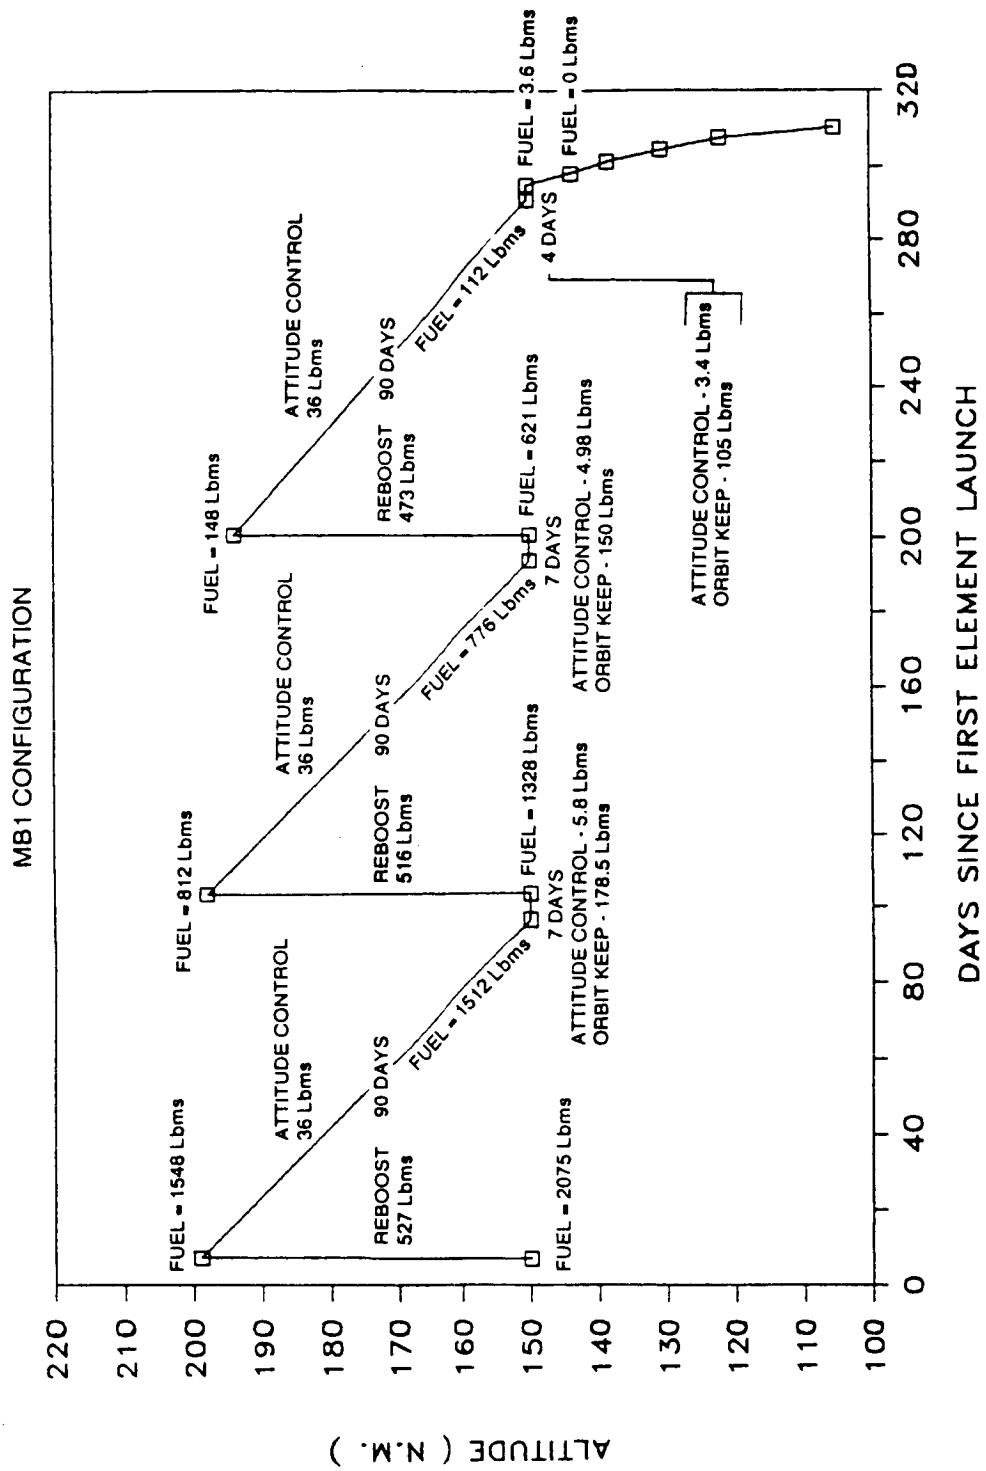 MB1 CONFIGURATION
ALTITUDE ( N.M. )
220
210
200
190
180
170
160
150
140
130
120
110
100
FUEL = 1548 Lbms
ATTITUDE CONTROL
36 Lbms
REBOOST
527 Lbms
90 DAYS
FUEL = 1512 Lbms
FUEL = 2075 Lbms
FUEL = 812 Lbms
ATTITUDE CONTROL
36 Lbms
REBOOST
516 Lbms
90 DAYS
FUEL = 776 Lbms
FUEL = 1328 Lbms
7 DAYS
ATTITUDE CONTROL - 5.8 Lbms
ORBIT KEEP - 178.5 Lbms
FUEL = 148 Lbms
ATTITUDE CONTROL
36 Lbms
REBOOST
473 Lbms
90 DAYS
FUEL = 112 Lbms
FUEL = 621 Lbms
7 DAYS
ATTITUDE CONTROL - 4.98 Lbms
ORBIT KEEP - 150 Lbms
FUEL = 3.6 Lbms
FUEL = 0 Lbms
4 DAYS
ATTITUDE CONTROL - 3.4 Lbms
ORBIT KEEP - 105 Lbms
0
40
80
120
160
200
240
280
320
DAYS SINCE FIRST ELEMENT LAUNCH